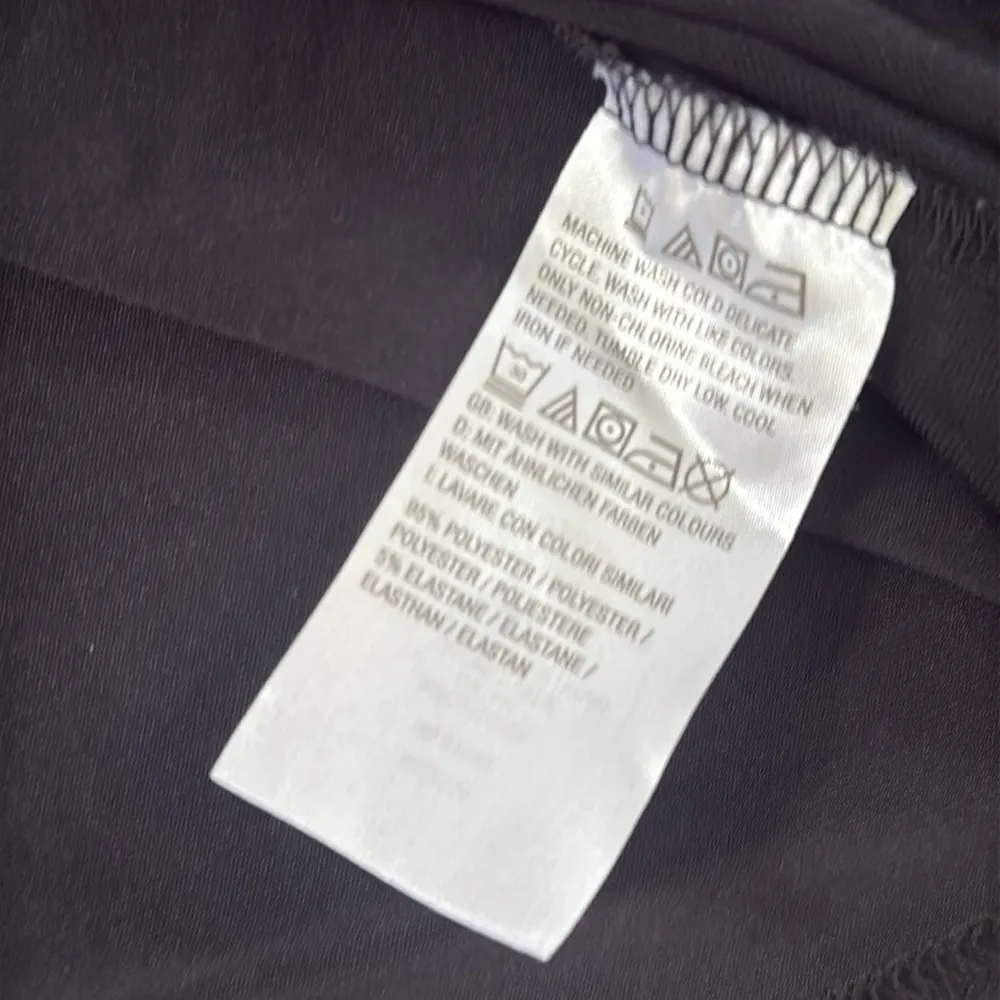 MACHINE WASH COLD DELICATE
CYCLE. WASH WITH LIKE COLORS.
ONLY NON-CHLORINE BLEACH WHEN
NEEDED. TUMBLE DRY LOW. COOL
IRON IF NEEDED
30
GB: WASH WITH SIMILAR COLOURS
D: MIT ÄHNLICHEN FARBEN
WASCHEN
I: LAVARE CON COLORI SIMILARI
95% POLYESTER / POLYESTER /
POLYESTER / POLIESTERE
5% ELASTANE / ELASTANE /
ELASTHAN / ELASTAN